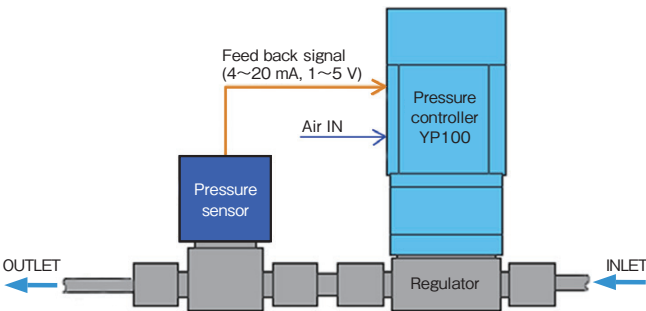 Feed back signal
(4～20 mA, 1～5 V)
Pressure
controller
YP100
Air IN
Pressure
sensor
OUTLET
INLET
Regulator